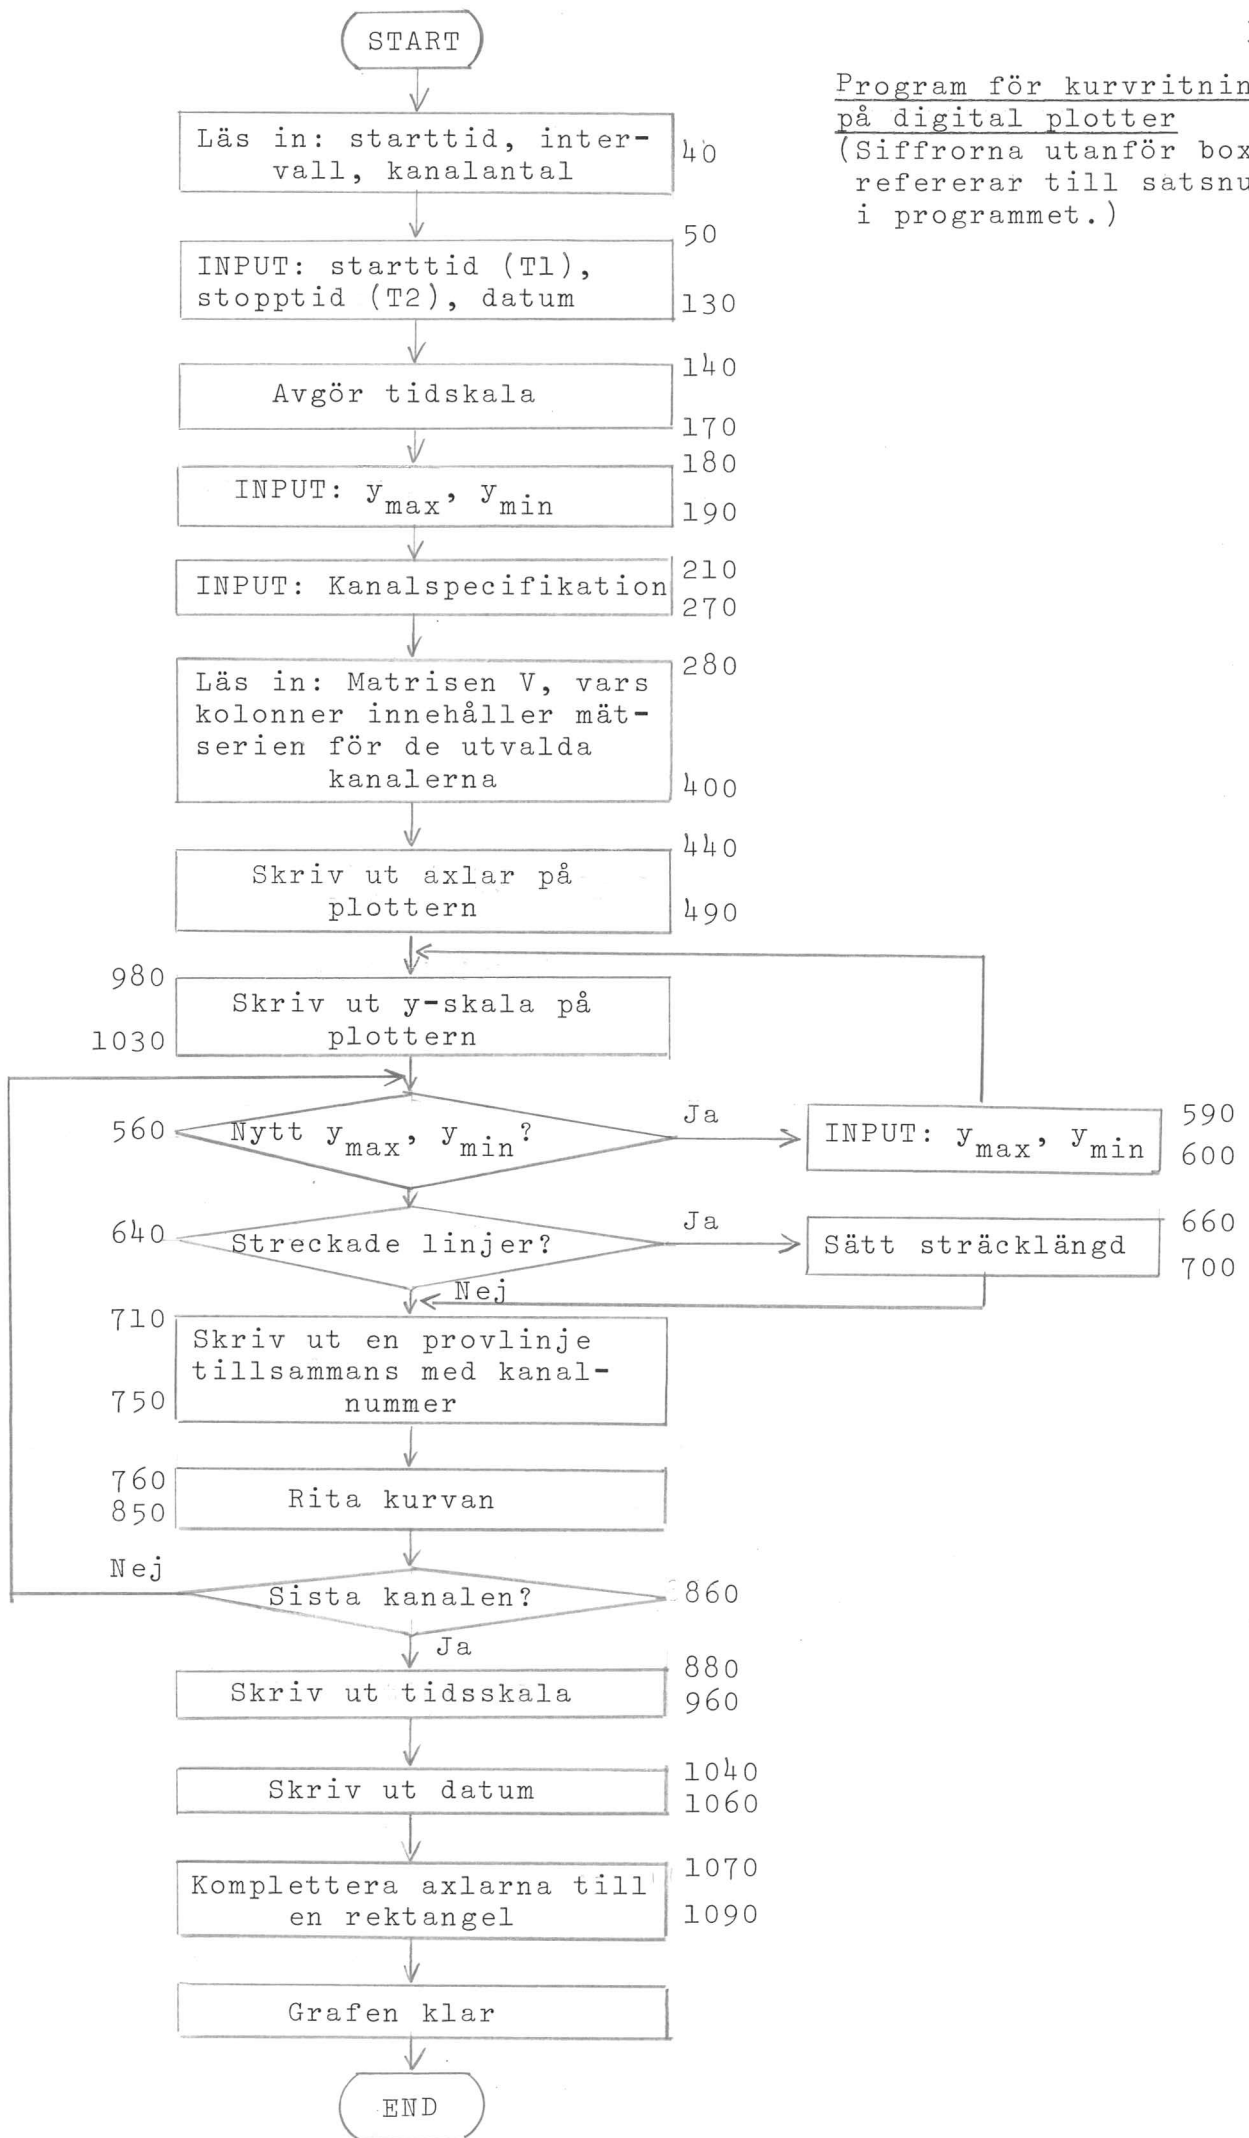 START
Program för kurvritnin
på digital plotter
(Siffrorna utanför box
refererar till satsnu
i programmet.)
Läs in: starttid, inter-
vall, kanalantal
40
50
INPUT: starttid (T1),
stopptid (T2), datum
130
140
Avgör tidskala
170
180
INPUT: ymax, ymin
190
INPUT: Kanalspecifikation
210
270
280
Läs in: Matrisen V, vars
kolonner innehåller mät-
serien för de utvalda
kanalerna
400
440
Skriv ut axlar på
plottern
490
980
Skriv ut y-skala på
plottern
1030
560
Nytt ymax, ymin?
Ja
INPUT: ymax, ymin
590
600
640
Streckade linjer?
Ja
Sätt sträcklängd
660
700
Nej
710
Skriv ut en provlinje
tillsammans med kanal-
nummer
750
760
Rita kurvan
850
Nej
Sista kanalen?
860
Ja
880
Skriv ut tidsskala
960
Skriv ut datum
1040
1060
1070
Komplettera axlarna till
en rektangel
1090
Grafen klar
END